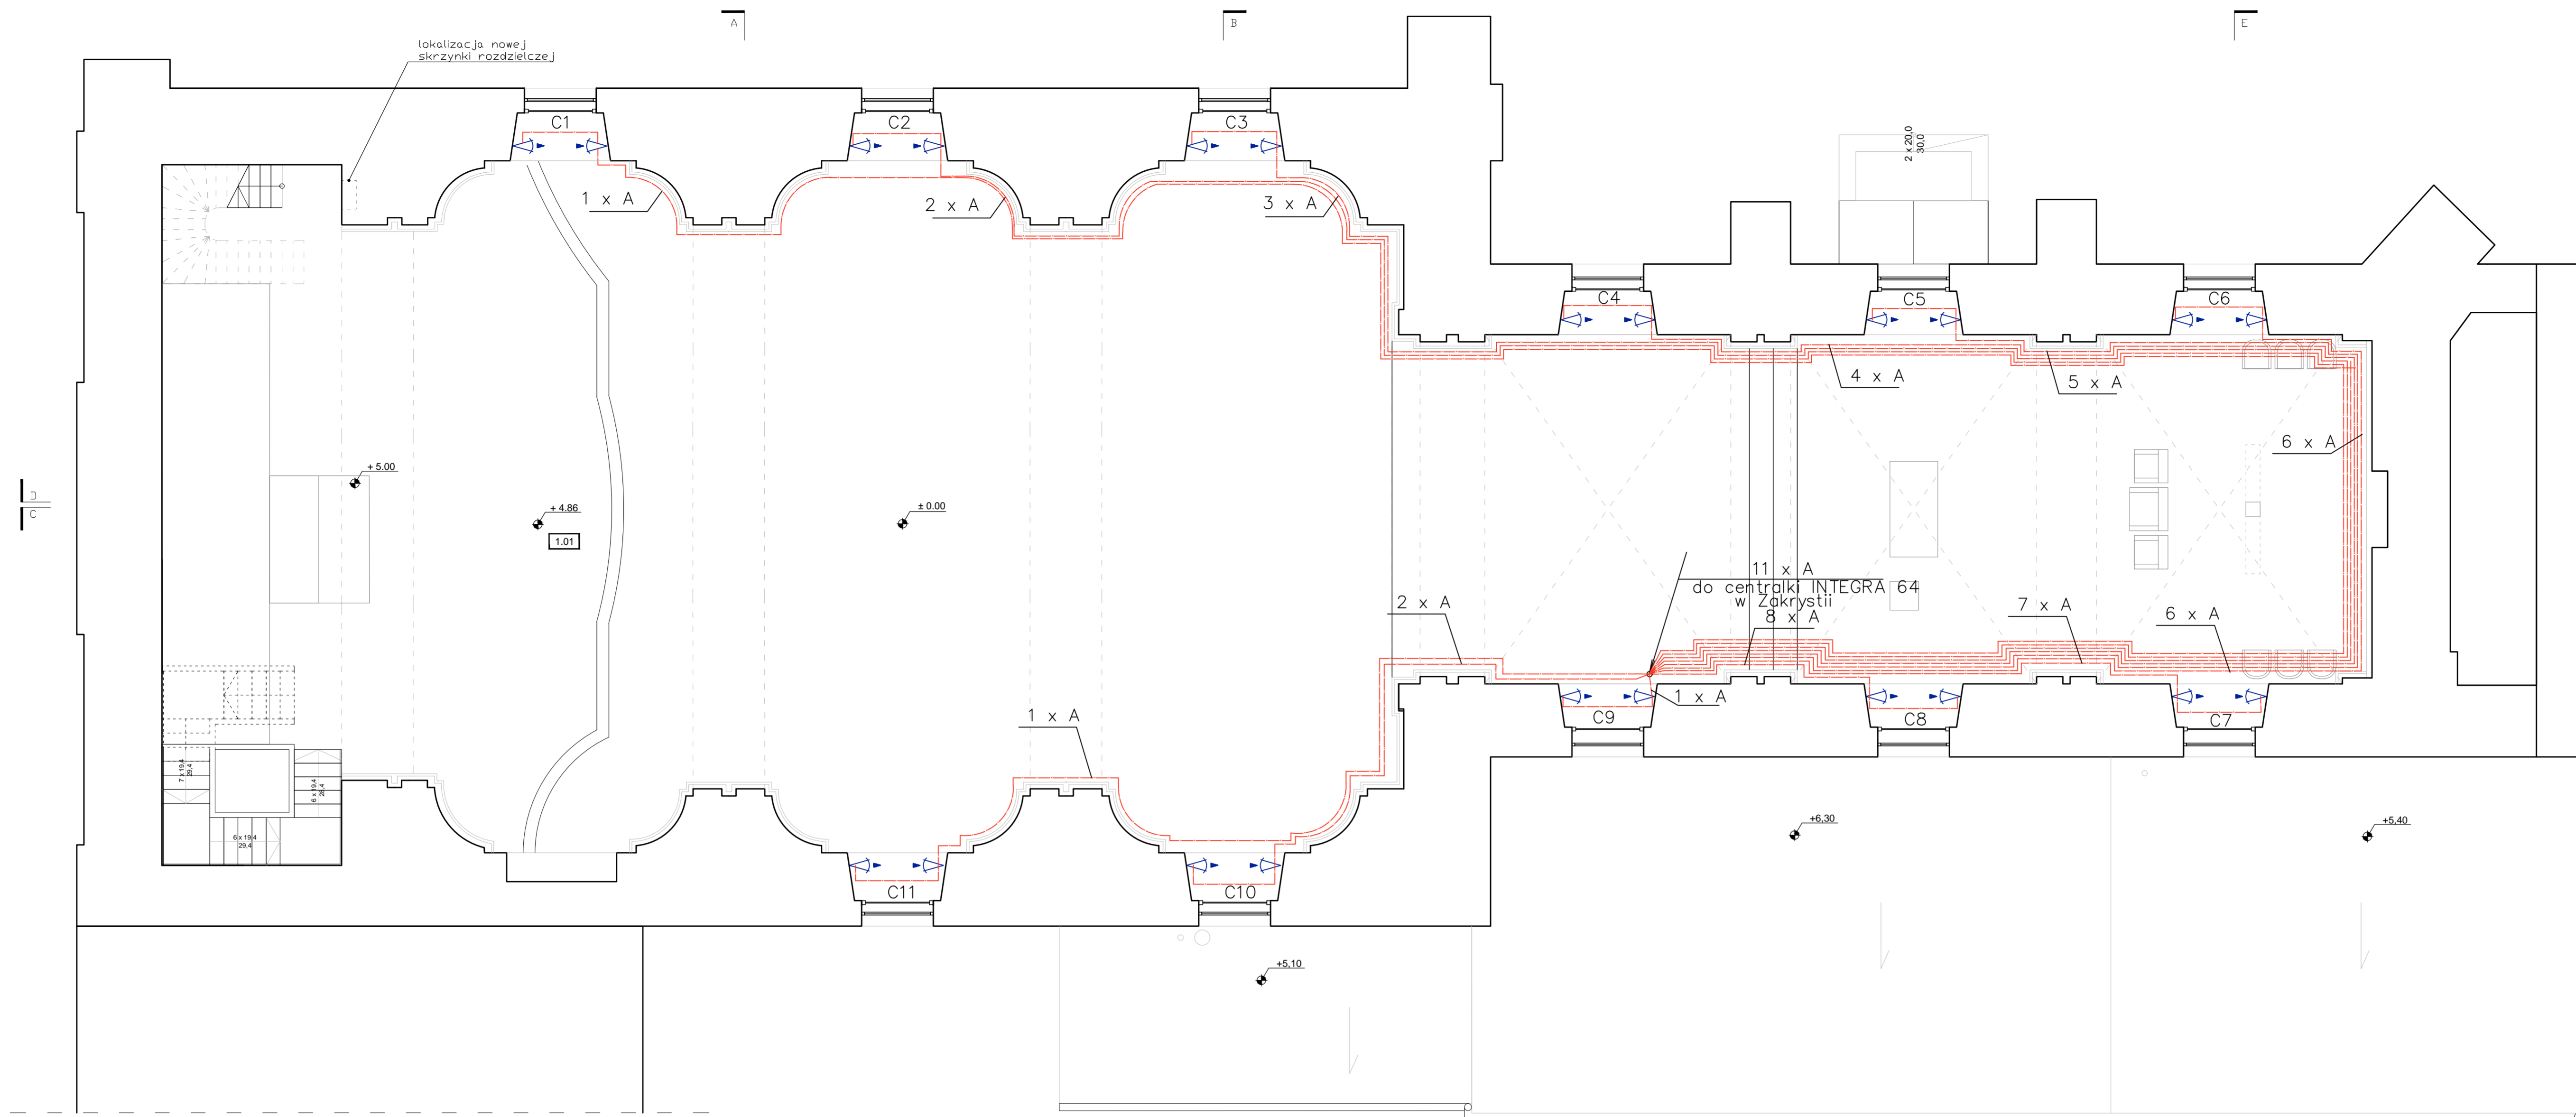 A
B
E
lokalizacja nowej
skrzynki rozdzielczej
C1
C2
C3
2 x 20,0
30,0
1 x A
2 x A
3 x A
C4
C5
C6
4 x A
5 x A
6 x A
+ 5.00
D
C
+ 4.86
1.01
± 0.00
11 x A
do centralki INTEGRA 64
w Zakrystii
8 x A
2 x A
7 x A
6 x A
1 x A
1 x A
C9
C8
C7
7 x 19,4
29,4
6 x 19,4
28,4
6 x 19,4
29,4
C11
C10
+6,30
+5,40
+5,10